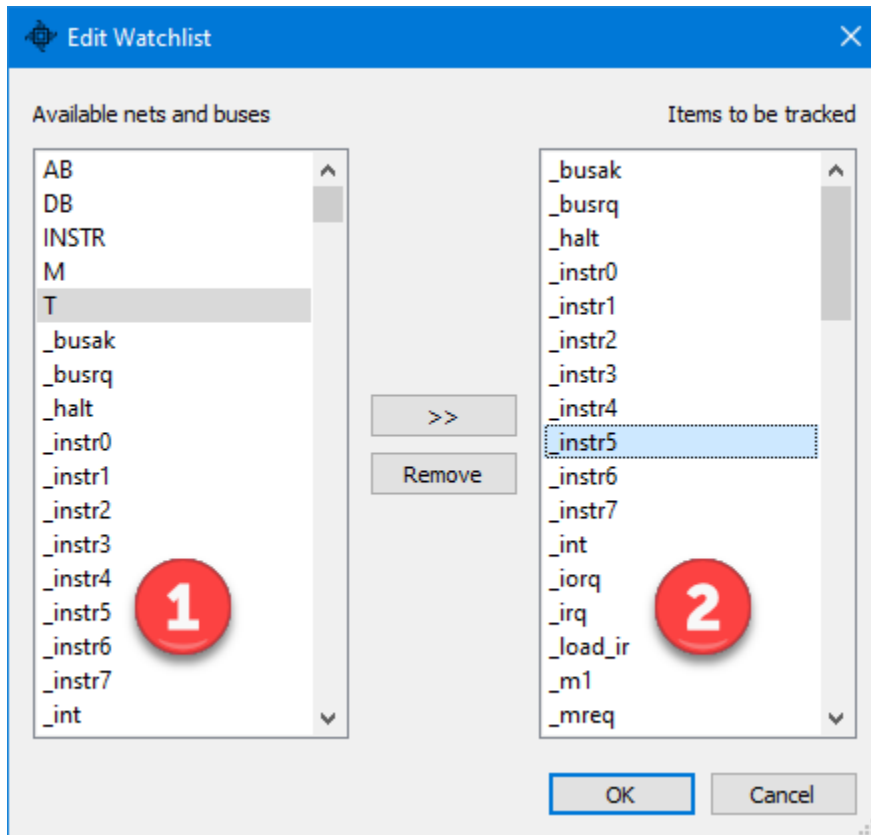 Edit Watchlist
Available nets and buses
AB
DB
INSTR
M
T
_busak
_busrq
_halt
_instr0
_instr1
_instr2
_instr3
_instr4
_instr5
_instr6
_instr7
_int
1
>>
Remove
Items to be tracked
_busak
_busrq
_halt
_instr0
_instr1
_instr2
_instr3
_instr4
_instr5
_instr6
_instr7
_int
_iorq
_irq
_load_ir
_m1
_mreq
2
OK
Cancel